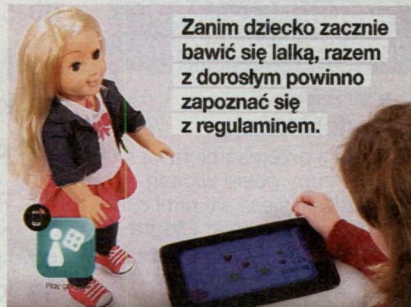 Zanim dziecko zacznie
bawić się lalką, razem
z dorosłym powinno
zapoznać się
z regulaminem.